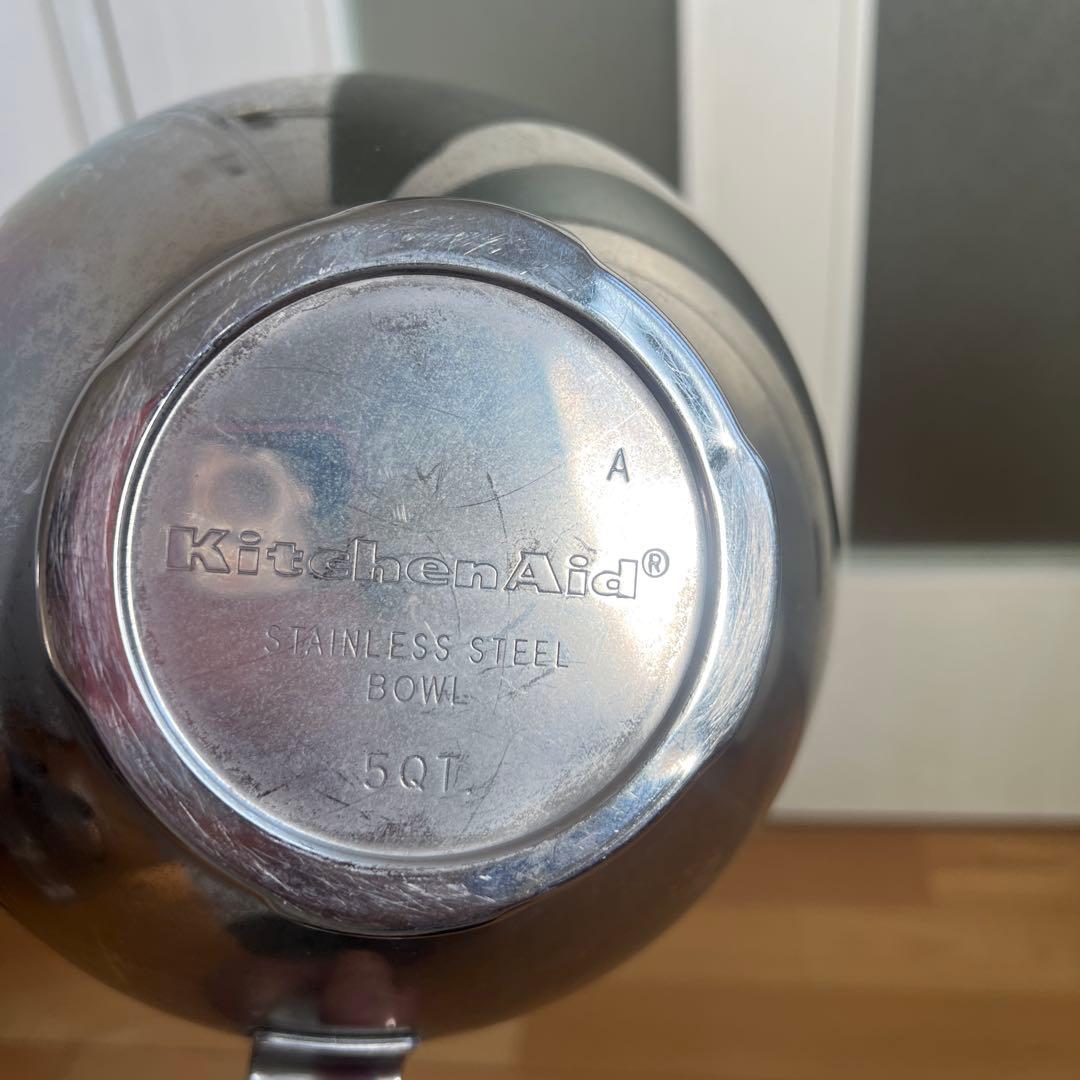 A
KitchenAid®
STAINLESS STEEL
BOWL
5QT.